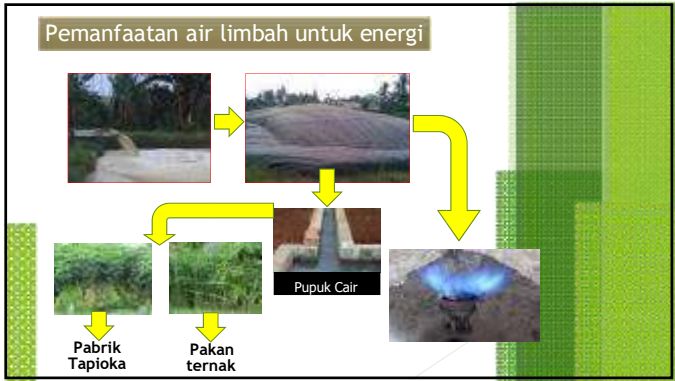 Pemanfaatan air limbah untuk energi
Pupuk Cair
Pabrik
Tapioka
Pakan
ternak